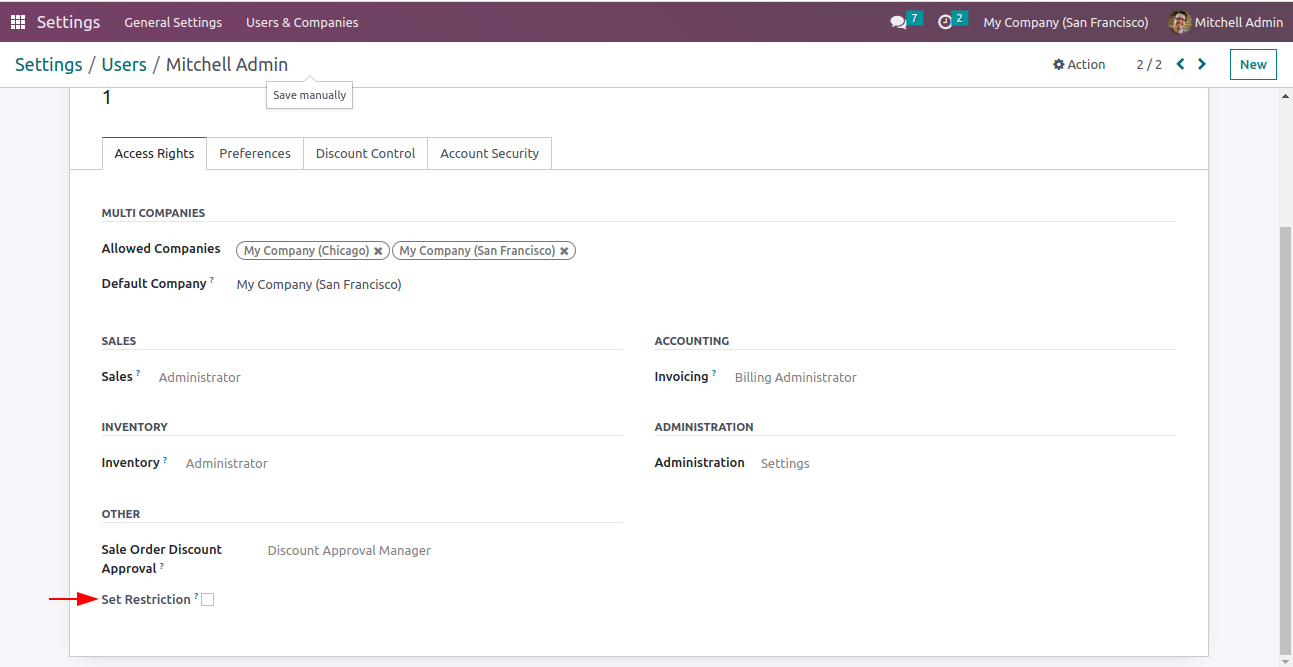 Settings General Settings Users & Companies 7 2 My Company (San Francisco) Mitchell Admin
Settings / Users / Mitchell Admin Action 2 / 2 New
Save manually
1
Access Rights Preferences Discount Control Account Security
MULTI COMPANIES
Allowed Companies My Company (Chicago) ✖ My Company (San Francisco) ✖
Default Company ? My Company (San Francisco)
SALES ACCOUNTING
Sales ? Administrator Invoicing ? Billing Administrator
INVENTORY ADMINISTRATION
Inventory ? Administrator Administration Settings
OTHER
Sale Order Discount Discount Approval Manager
Approval ?
Set Restriction ?